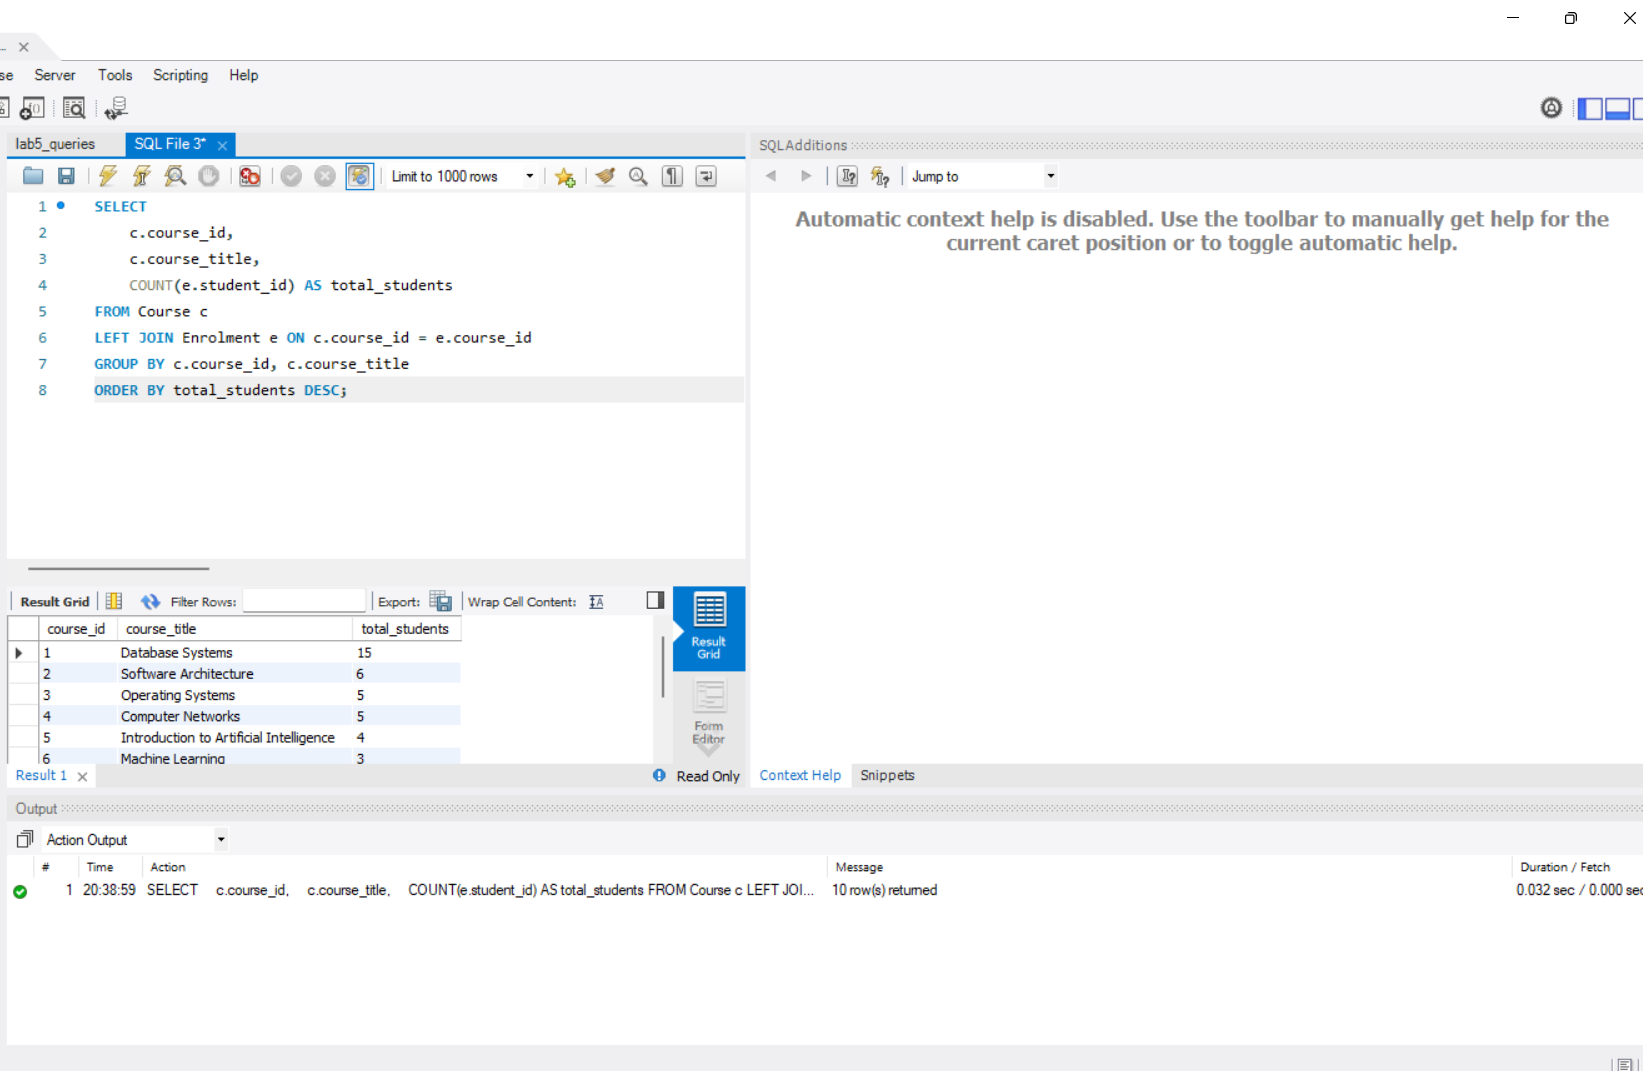 se Server Tools Scripting Help
lab5_queries SQL File 3*
SQLAdditions
Limit to 1000 rows
Jump to
Automatic context help is disabled. Use the toolbar to manually get help for the
current caret position or to toggle automatic help.
1 SELECT
2 c.course_id,
3 c.course_title,
4 COUNT(e.student_id) AS total_students
5 FROM Course c
6 LEFT JOIN Enrolment e ON c.course_id = e.course_id
7 GROUP BY c.course_id, c.course_title
8 ORDER BY total_students DESC;
Result Grid Filter Rows: Export: Wrap Cell Content:
course_id course_title total_students
1 Database Systems 15
2 Software Architecture 6
3 Operating Systems 5
4 Computer Networks 5
5 Introduction to Artificial Intelligence 4
6 Machine Learning 3
Result
Grid
Form
Editor
Result 1 Read Only
Context Help Snippets
Output
Action Output
# Time Action Message Duration / Fetch
1 20:38:59 SELECT c.course_id, c.course_title, COUNT(e.student_id) AS total_students FROM Course c LEFT JOI... 10 row(s) returned 0.032 sec / 0.000 sec